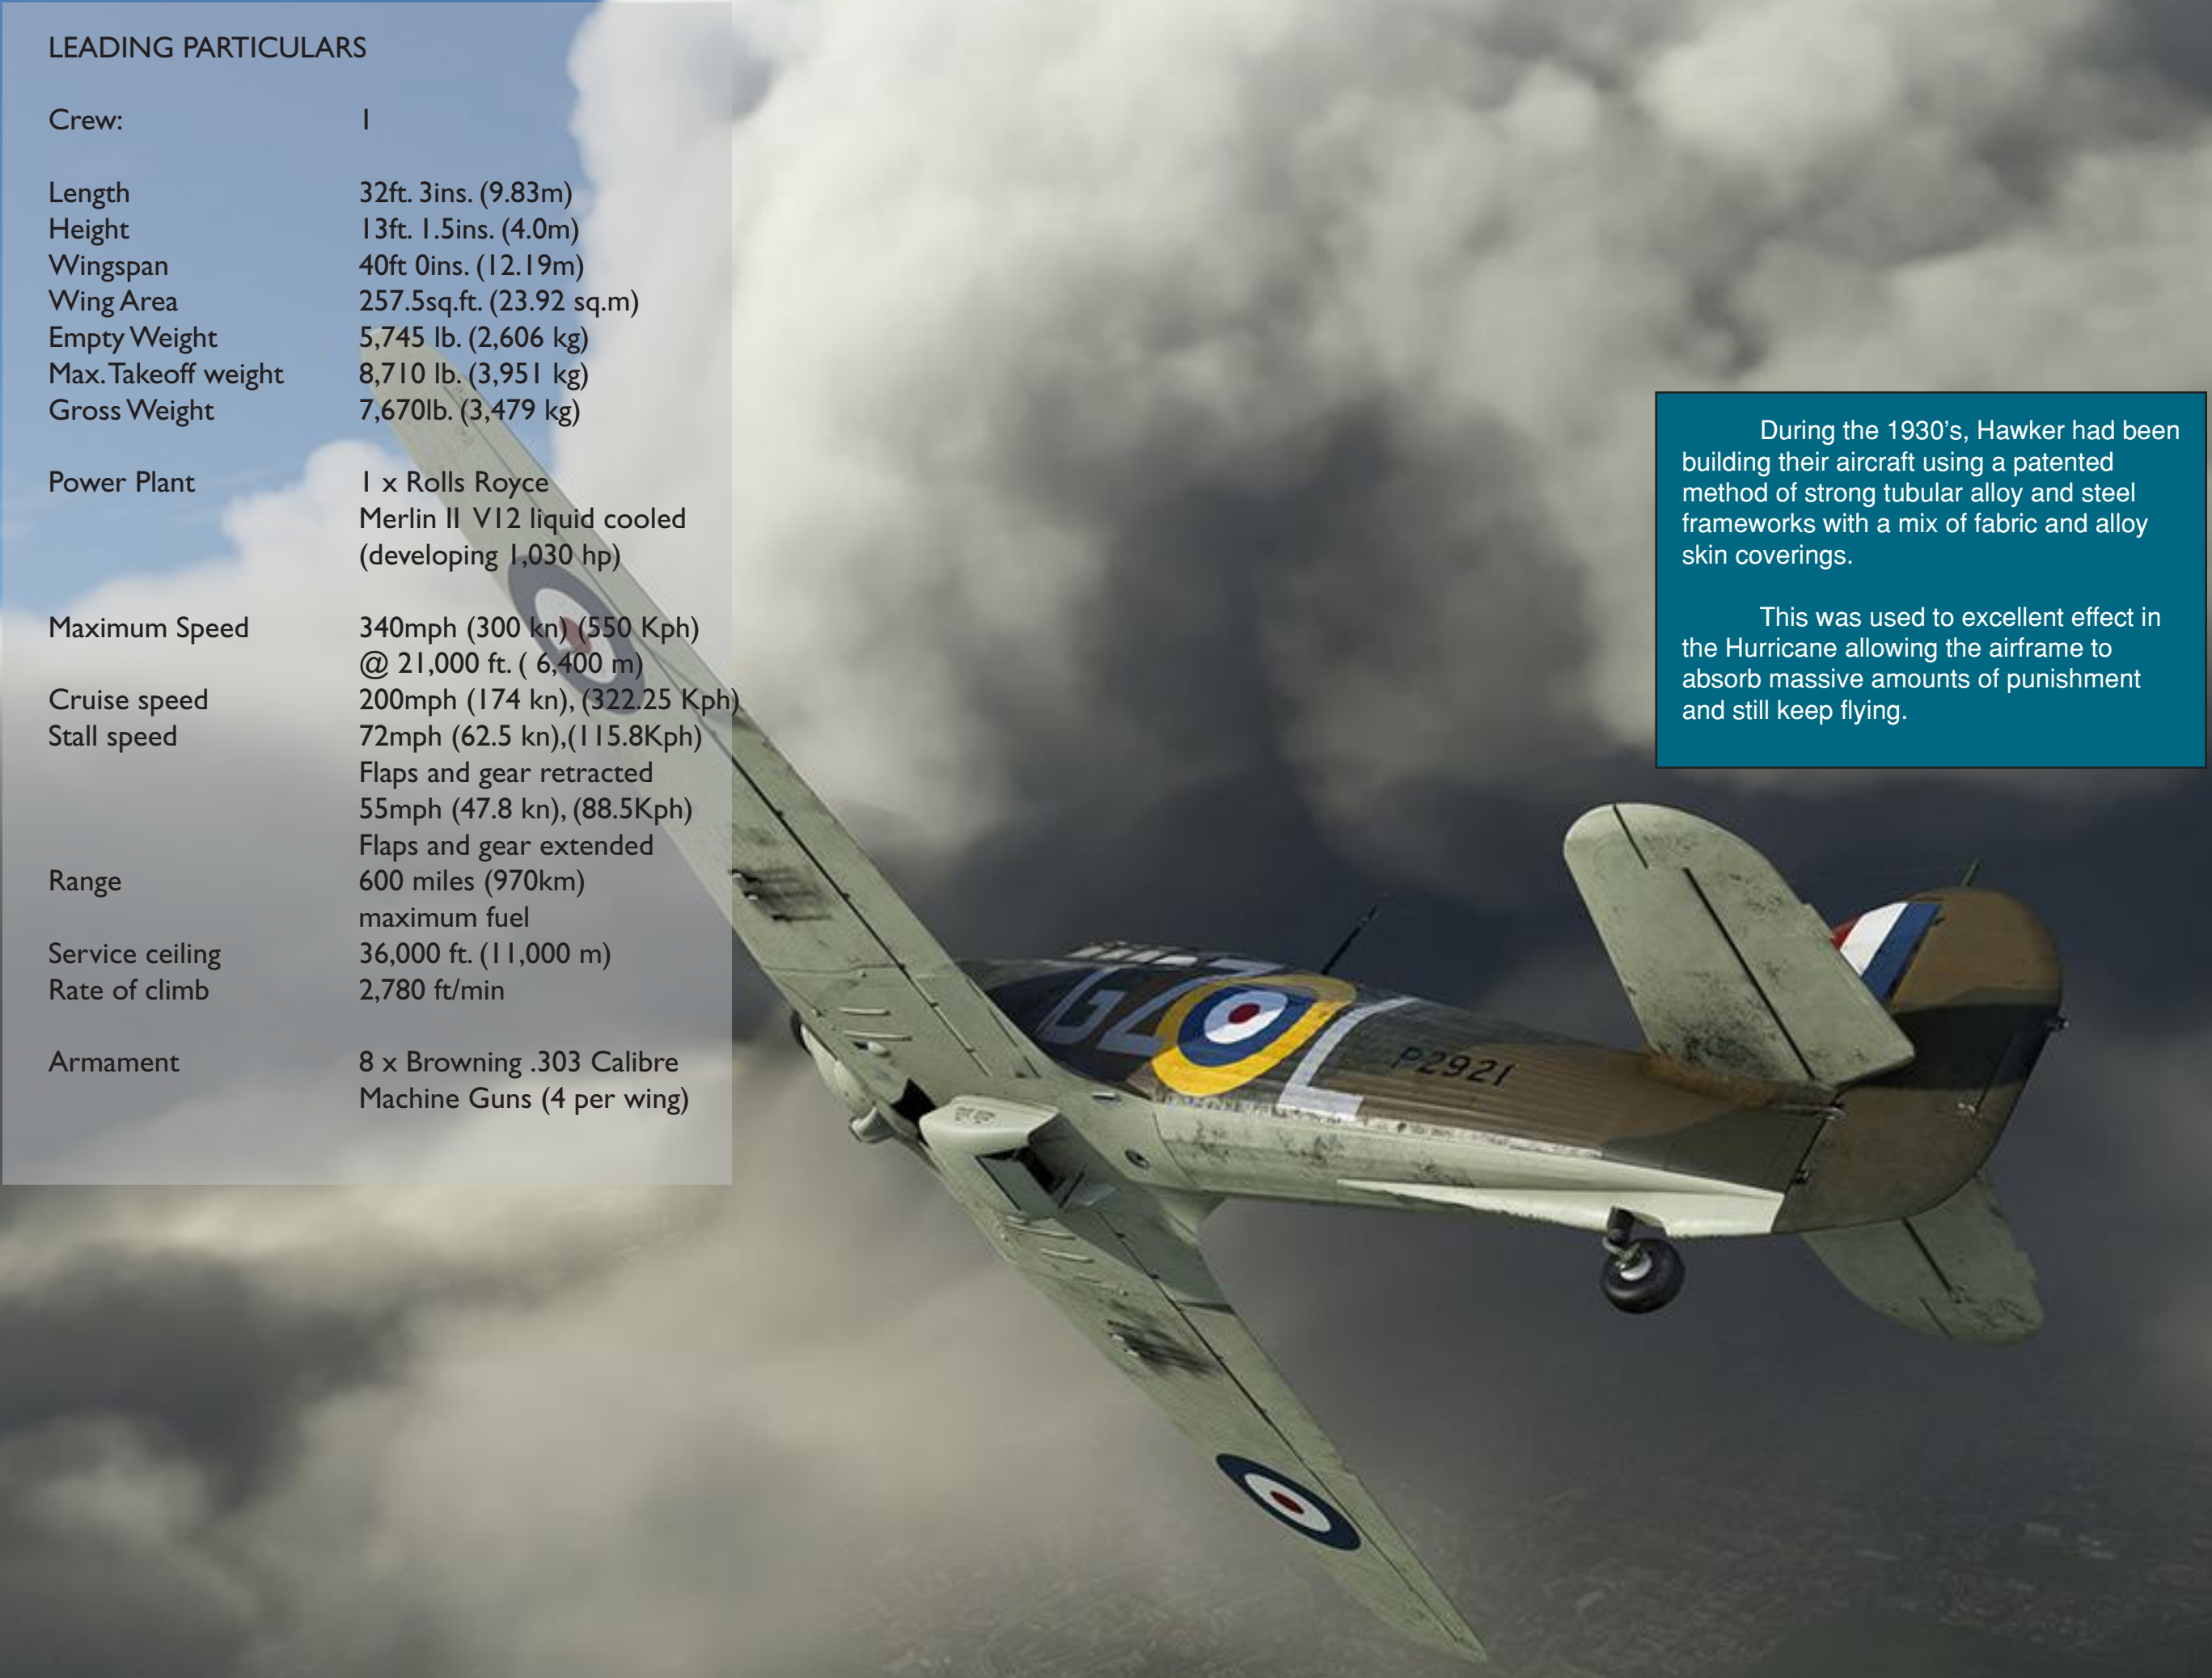 LEADING PARTICULARS
Crew: 1
Length 32ft. 3ins. (9.83m)
Height 13ft. 1.5ins. (4.0m)
Wingspan 40ft 0ins. (12.19m)
Wing Area 257.5sq.ft. (23.92 sq.m)
Empty Weight 5,745 lb. (2,606 kg)
Max. Takeoff weight 8,710 lb. (3,951 kg)
Gross Weight 7,670lb. (3,479 kg)
Power Plant 1 x Rolls Royce
Merlin II V12 liquid cooled
(developing 1,030 hp)
Maximum Speed 340mph (300 kn) (550 Kph)
@ 21,000 ft. ( 6,400 m)
Cruise speed 200mph (174 kn), (322.25 Kph)
Stall speed 72mph (62.5 kn),(115.8Kph)
Flaps and gear retracted
55mph (47.8 kn), (88.5Kph)
Flaps and gear extended
Range 600 miles (970km)
maximum fuel
Service ceiling 36,000 ft. (11,000 m)
Rate of climb 2,780 ft/min
Armament 8 x Browning .303 Calibre
Machine Guns (4 per wing)
During the 1930's, Hawker had been
building their aircraft using a patented
method of strong tubular alloy and steel
frameworks with a mix of fabric and alloy
skin coverings.
This was used to excellent effect in
the Hurricane allowing the airframe to
absorb massive amounts of punishment
and still keep flying.
GZ L
P2921